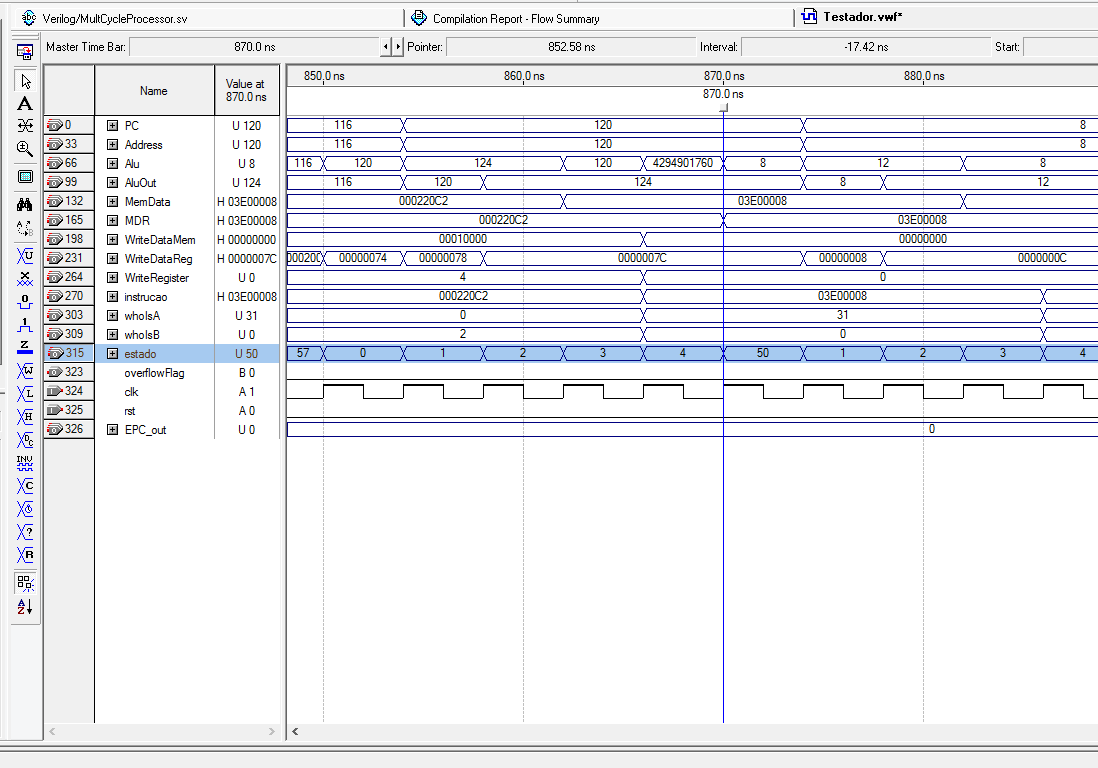 Verilog/MultCycleProcessor.sv Compilation Report - Flow Summary Testador.vwf*
Master Time Bar: 870.0 ns Pointer: 852.58 ns Interval: -17.42 ns Start:
Name Value at 870.0 ns 850.0 ns 860.0 ns 870.0 ns 880.0 ns
870.0 ns
0 PC U 120 116 120 8
33 Address U 120 116 120 8
66 Alu U 8 116 120 124 120 4294901760 8 12 8
99 AluOut U 124 116 120 124 8 12
132 MemData H 03E00008 000220C2 03E00008
165 MDR H 03E00008 000220C2 03E00008
198 WriteDataMem H 00000000 00010000 00000000
231 WriteDataReg H 0000007C 00000074 00000078 0000007C 00000008 0000000C
264 WriteRegister U 0 4 0
270 instrucao H 03E00008 000220C2 03E00008
303 whoIsA U 31 0 31
309 whoIsB U 0 2 0
315 estado U 50 57 0 1 2 3 4 50 1 2 3 4
323 overflowFlag B 0
324 clk A 1
325 rst A 0
326 EPC_out U 0 0